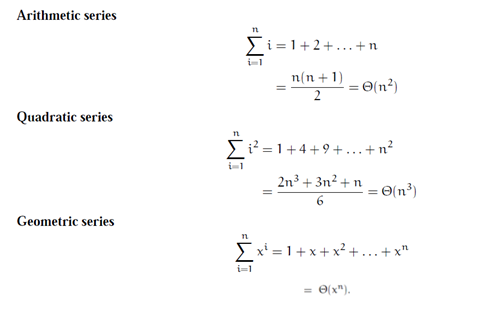 Arithmetic series
n
∑ i = 1 + 2 + . . . + n
i=1
= n(n + 1) / 2 = Θ(n²)
Quadratic series
n
∑ i² = 1 + 4 + 9 + . . . + n²
i=1
= 2n³ + 3n² + n / 6 = Θ(n³)
Geometric series
n
∑ xⁱ = 1 + x + x² + . . . + xⁿ
i=1
= Θ(xⁿ).